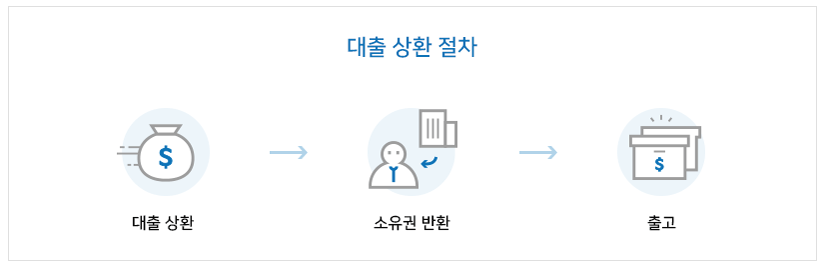 대출 상환 절차
대출 상환
소유권 반환
출고